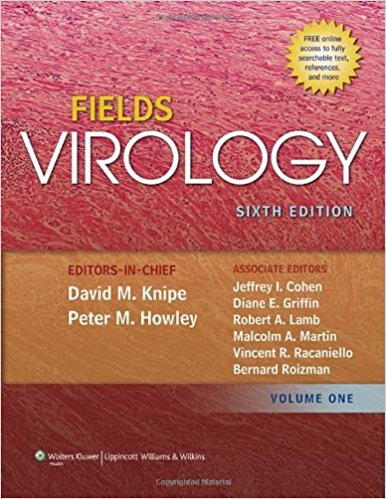 FREE online
access to fully
searchable text,
references,
and more
FIELDS
VIROLOGY
SIXTH EDITION
EDITORS-IN-CHIEF
David M. Knipe
Peter M. Howley
ASSOCIATE EDITORS
Jeffrey I. Cohen
Diane E. Griffin
Robert A. Lamb
Malcolm A. Martin
Vincent R. Racaniello
Bernard Roizman
VOLUME ONE
Wolters Kluwer | Lippincott Williams & Wilkins
Health